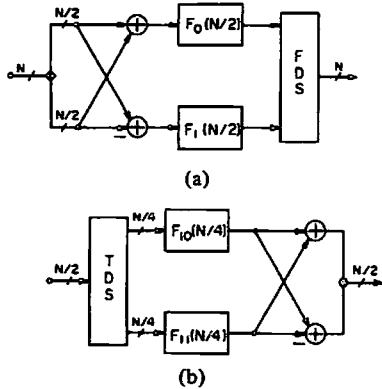 N/2
F₀(N/2)
N
F
D
S
N
N/2
−
F₁(N/2)
(a)
N/4
F₁₀(N/4)
N/2
T
D
S
N/2
N/4
F₁₁(N/4)
−
(b)